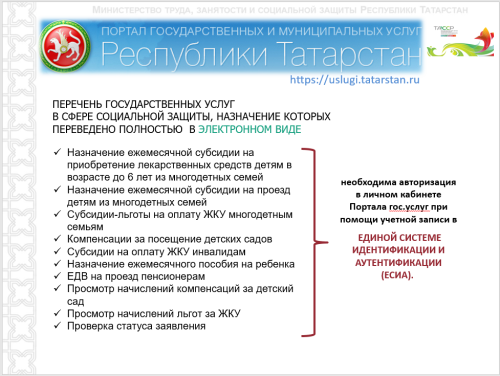 Министерство труда, занятости и социальной защиты Республики Татарстан
ПОРТАЛ ГОСУДАРСТВЕННЫХ И МУНИЦИПАЛЬНЫХ УСЛУГ
Республики Татарстан
https://uslugi.tatarstan.ru
ПЕРЕЧЕНЬ ГОСУДАРСТВЕННЫХ УСЛУГ
В СФЕРЕ СОЦИАЛЬНОЙ ЗАЩИТЫ, НАЗНАЧЕНИЕ КОТОРЫХ
ПЕРЕВЕДЕНО ПОЛНОСТЬЮ В ЭЛЕКТРОННОМ ВИДЕ
✓ Назначение ежемесячной субсидии на
приобретение лекарственных средств детям в
возрасте до 6 лет из многодетных семей
✓ Назначение ежемесячной субсидии на проезд
детям из многодетных семей
✓ Субсидии-льготы на оплату ЖКУ многодетным
семьям
✓ Компенсации за посещение детских садов
✓ Субсидии на оплату ЖКУ инвалидам
✓ Назначение ежемесячного пособия на ребенка
✓ ЕДВ на проезд пенсионерам
✓ Просмотр начислений компенсаций за детский
сад
✓ Просмотр начислений льгот за ЖКУ
✓ Проверка статуса заявления
необходима авторизация
в личном кабинете
Портала гос.услуг при
помощи учетной записи в
ЕДИНОЙ СИСТЕМЕ
ИДЕНТИФИКАЦИИ И
АУТЕНТИФИКАЦИИ
(ЕСИА).